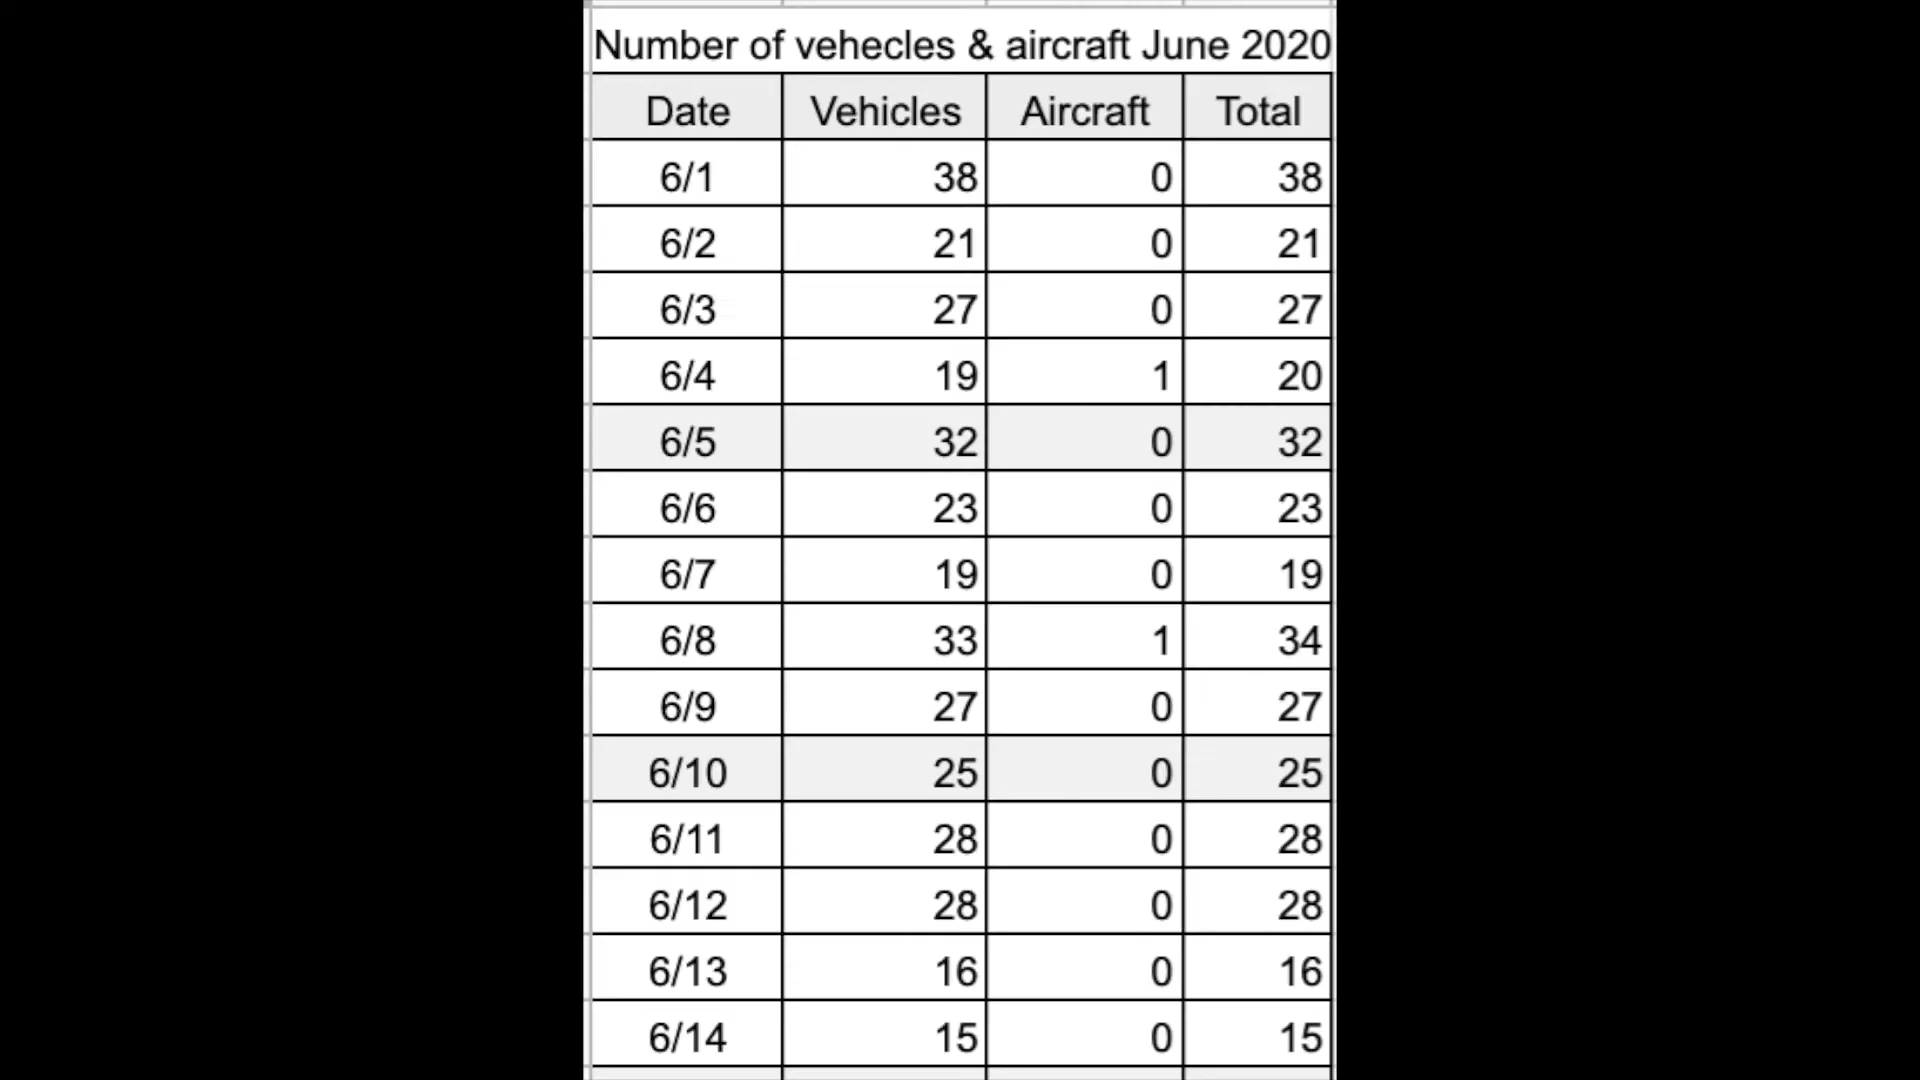 Number of vehecles & aircraft June 2020
Date Vehicles Aircraft Total
6/1 38 0 38
6/2 21 0 21
6/3 27 0 27
6/4 19 1 20
6/5 32 0 32
6/6 23 0 23
6/7 19 0 19
6/8 33 1 34
6/9 27 0 27
6/10 25 0 25
6/11 28 0 28
6/12 28 0 28
6/13 16 0 16
6/14 15 0 15